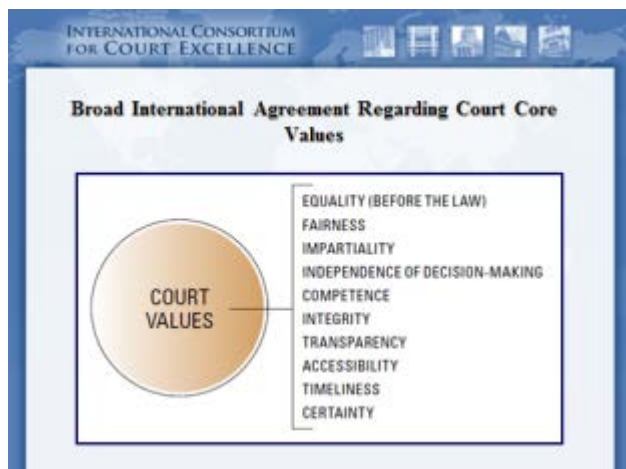 INTERNATIONAL CONSORTIUM
FOR COURT EXCELLENCE
Broad International Agreement Regarding Court Core
Values
COURT
VALUES
EQUALITY (BEFORE THE LAW)
FAIRNESS
IMPARTIALITY
INDEPENDENCE OF DECISION-MAKING
COMPETENCE
INTEGRITY
TRANSPARENCY
ACCESSIBILITY
TIMELINESS
CERTAINTY